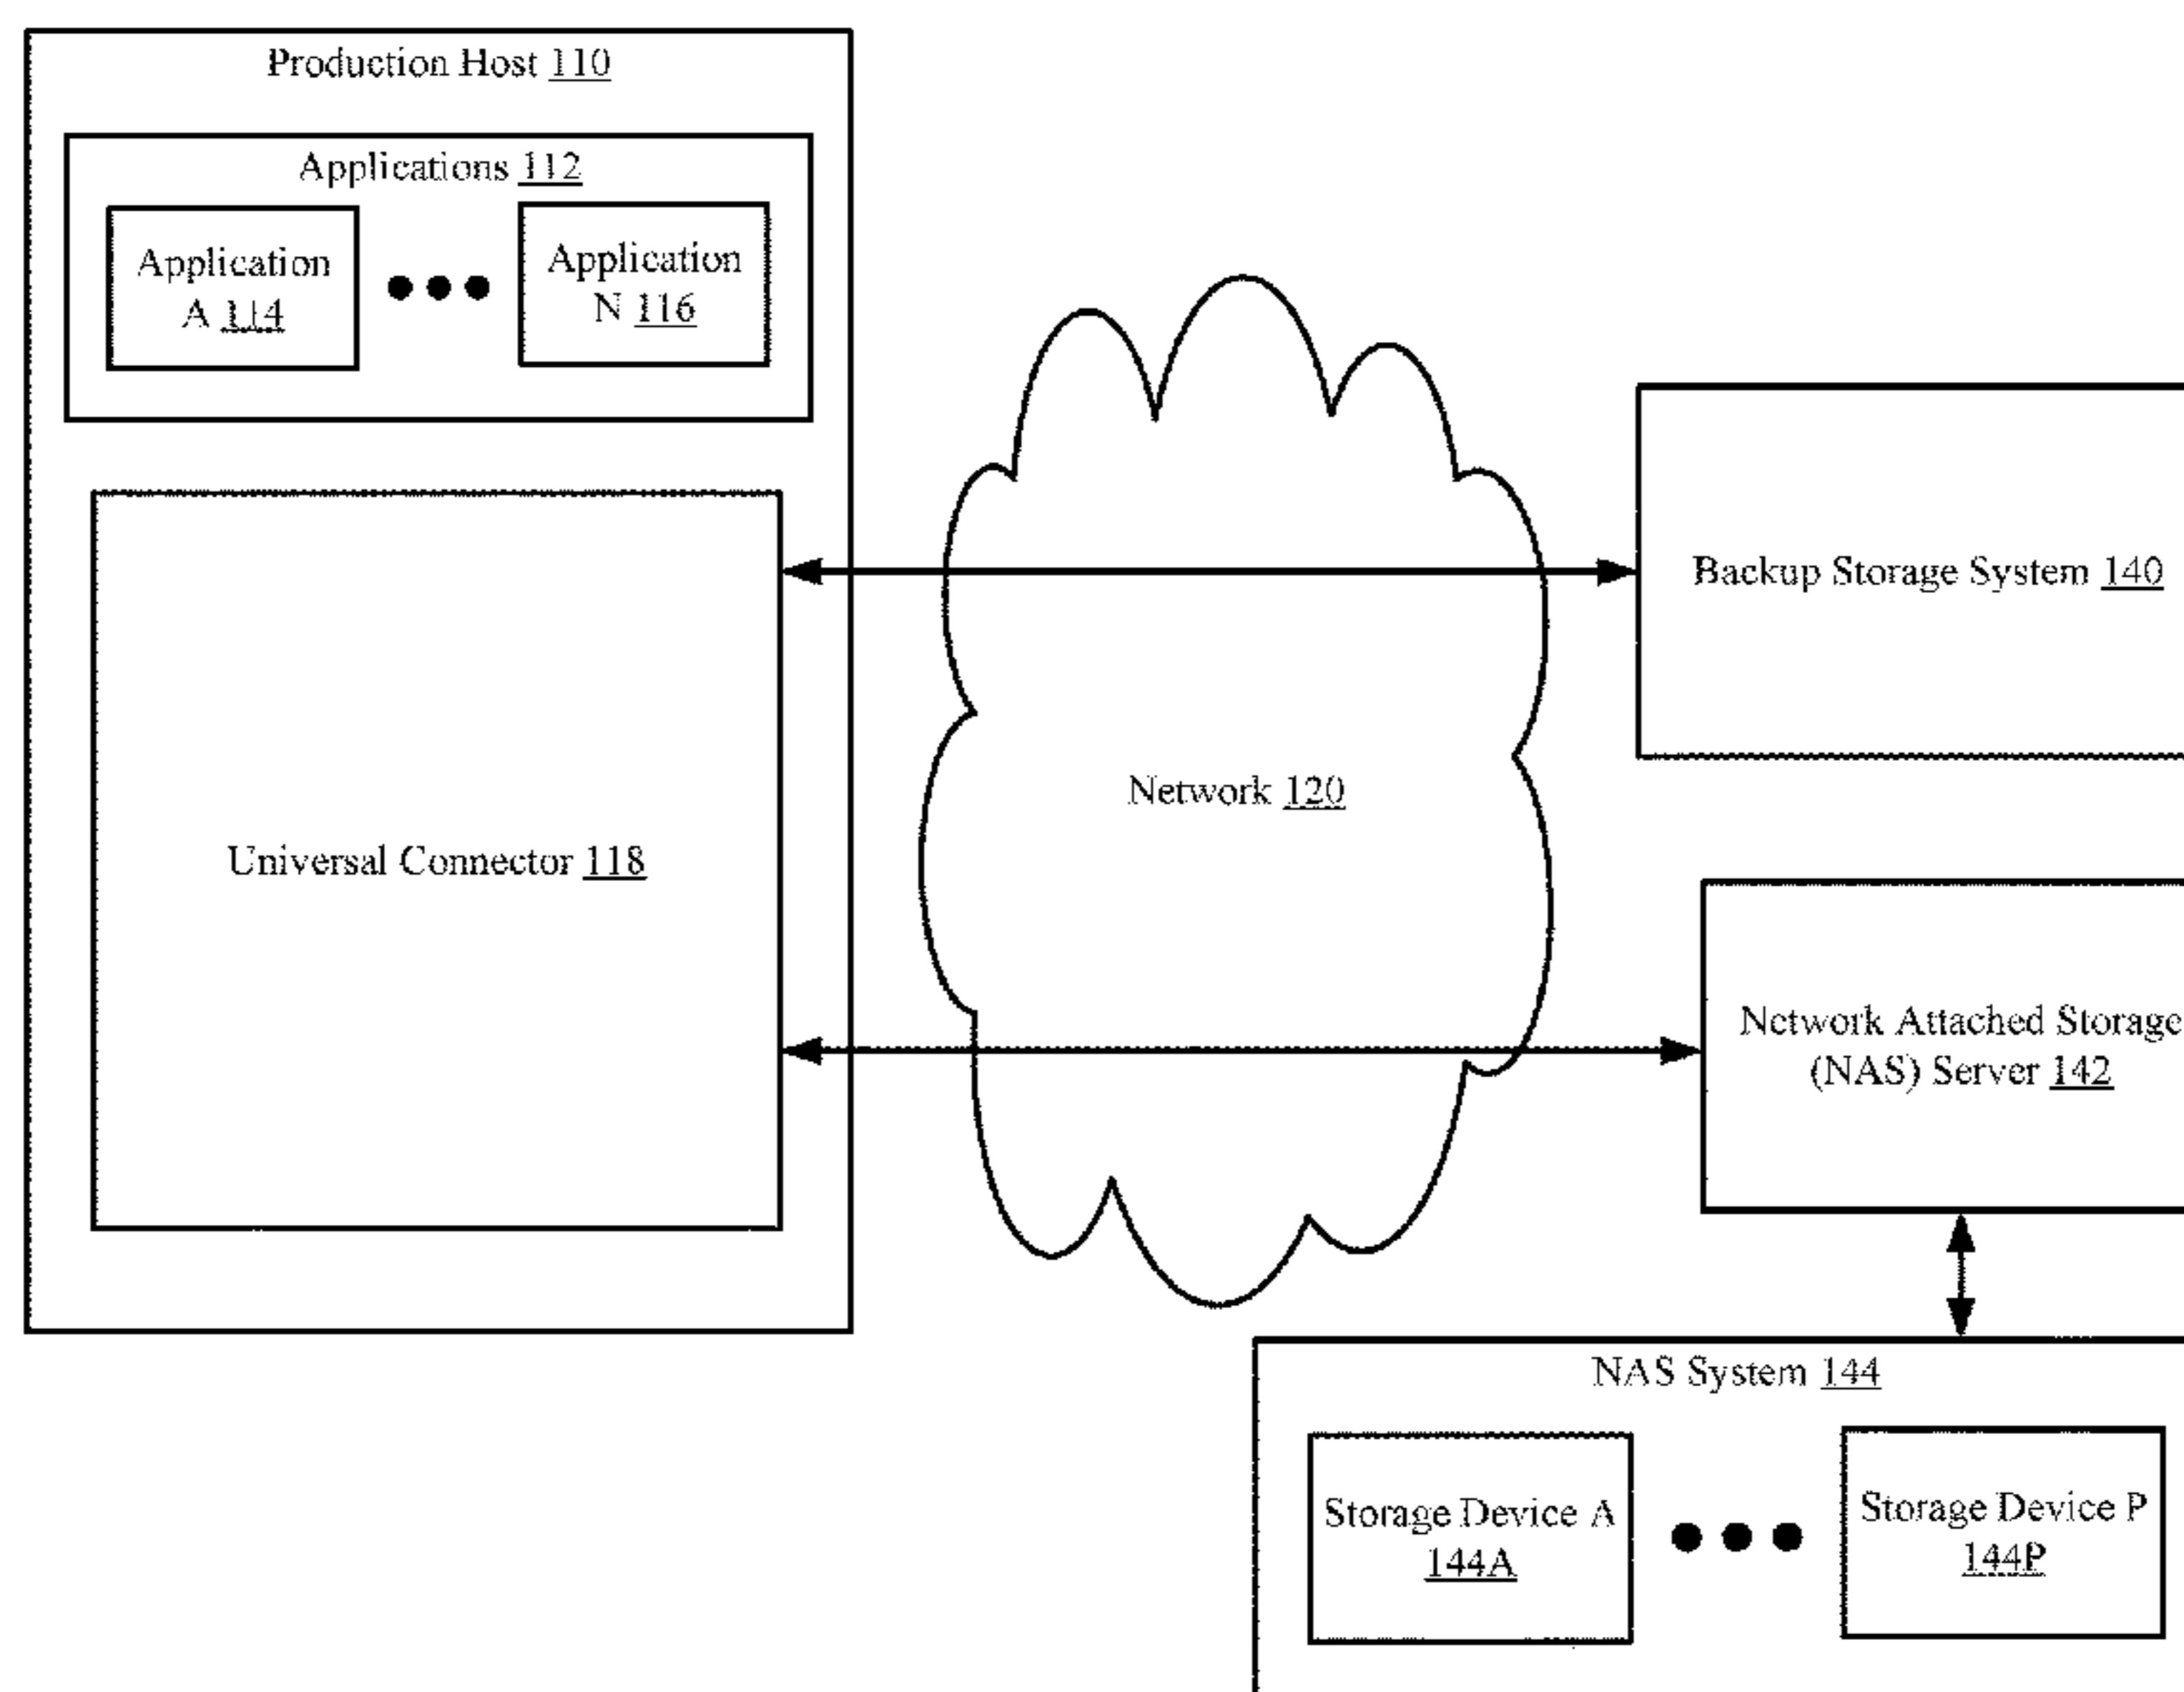 Production Host 110
Applications 112
Application
A 114
Application
N 116
Universal Connector 118
Network 120
Backup Storage System 140
Network Attached Storage
(NAS) Server 142
NAS System 144
Storage Device A
144A
Storage Device P
144P